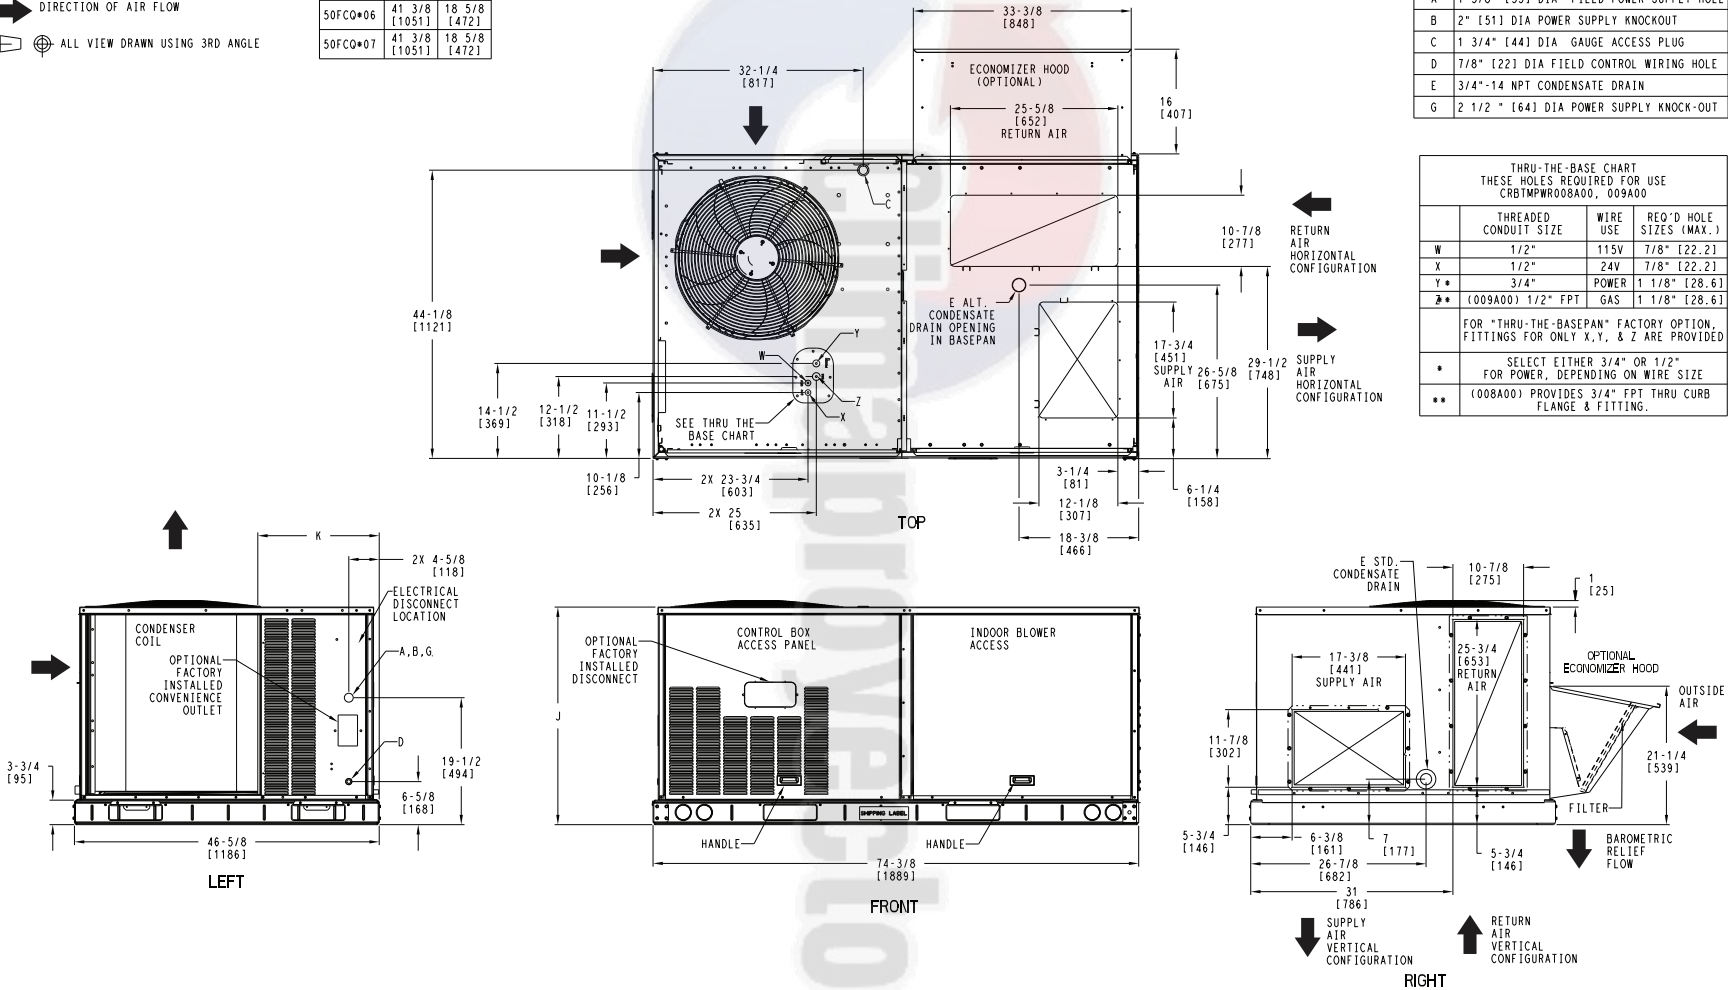 DIRECTION OF AIR FLOW
ALL VIEW DRAWN USING 3RD ANGLE
50FCQ*06 41 3/8 [1051] 18 5/8 [472]
50FCQ*07 41 3/8 [1051] 18 5/8 [472]
B 2" [51] DIA POWER SUPPLY KNOCKOUT
C 1 3/4" [44] DIA GAUGE ACCESS PLUG
D 7/8" [22] DIA FIELD CONTROL WIRING HOLE
E 3/4"-14 NPT CONDENSATE DRAIN
G 2 1/2 " [64] DIA POWER SUPPLY KNOCK-OUT
THRU-THE-BASE CHART
THESE HOLES REQUIRED FOR USE
CRBTMPWR008A00, 009A00
THREADED CONDUIT SIZE WIRE USE REQ'D HOLE SIZES (MAX.)
W 1/2" 115V 7/8" [22.2]
X 1/2" 24V 7/8" [22.2]
Y* 3/4" POWER 1 1/8" [28.6]
Z** (009A00) 1/2" FPT GAS 1 1/8" [28.6]
FOR "THRU-THE-BASEPAN" FACTORY OPTION,
FITTINGS FOR ONLY X,Y, & Z ARE PROVIDED
* SELECT EITHER 3/4" OR 1/2"
FOR POWER, DEPENDING ON WIRE SIZE
** (008A00) PROVIDES 3/4" FPT THRU CURB
FLANGE & FITTING.
33-3/8
[848]
32-1/4
[817]
ECONOMIZER HOOD
(OPTIONAL)
25-5/8
[652]
RETURN AIR
16
[407]
C
44-1/8
[1121]
10-7/8
[277]
RETURN
AIR
HORIZONTAL
CONFIGURATION
E ALT.
CONDENSATE
DRAIN OPENING
IN BASEPAN
Y
W
Z
X
SEE THRU THE
BASE CHART
17-3/4
[451]
SUPPLY
AIR
26-5/8
[675]
29-1/2
[748]
SUPPLY
AIR
HORIZONTAL
CONFIGURATION
14-1/2
[369]
12-1/2
[318]
11-1/2
[293]
10-1/8
[256]
2X 23-3/4
[603]
2X 25
[635]
3-1/4
[81]
6-1/4
[158]
12-1/8
[307]
18-3/8
[466]
TOP
K
2X 4-5/8
[118]
ELECTRICAL
DISCONNECT
LOCATION
CONDENSER
COIL
OPTIONAL
FACTORY
INSTALLED
CONVENIENCE
OUTLET
A,B,G.
D
3-3/4
[95]
19-1/2
[494]
6-5/8
[168]
46-5/8
[1186]
LEFT
OPTIONAL
FACTORY
INSTALLED
DISCONNECT
CONTROL BOX
ACCESS PANEL
INDOOR BLOWER
ACCESS
J
SHIPPING LABEL
HANDLE
HANDLE
74-3/8
[1889]
FRONT
E STD.
CONDENSATE
DRAIN
10-7/8
[275]
1
[25]
17-3/8
[441]
SUPPLY AIR
25-3/4
[653]
RETURN
AIR
OPTIONAL
ECONOMIZER HOOD
OUTSIDE
AIR
11-7/8
[302]
21-1/4
[539]
FILTER
5-3/4
[146]
6-3/8
[161]
7
[177]
5-3/4
[146]
26-7/8
[682]
31
[786]
BAROMETRIC
RELIEF
FLOW
SUPPLY
AIR
VERTICAL
CONFIGURATION
RETURN
AIR
VERTICAL
CONFIGURATION
RIGHT
climaproyecto